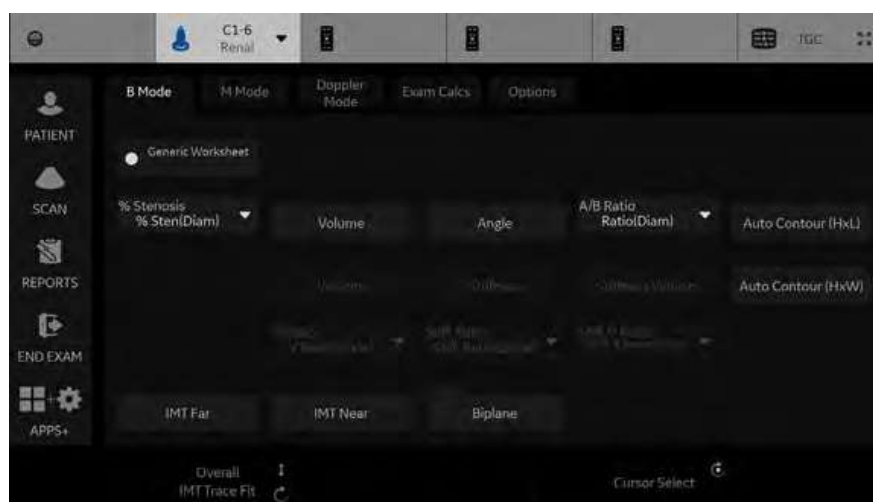 C1-6
Renal
TGC
B Mode
M Mode
Doppler
Mode
Exam Calcs
Options
PATIENT
Generic Worksheet
SCAN
% Stenosis
% Sten(Diam)
Volume
Angle
A/B Ratio
Ratio(Diam)
Auto Contour (HxL)
REPORTS
Auto Contour (HxW)
END EXAM
IMT Far
IMT Near
Biplane
APPS+
Overall
IMT Trace Fit
Cursor Select